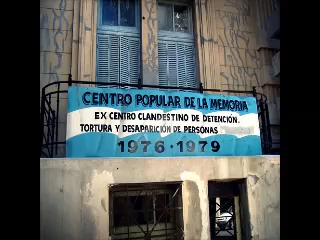 CENTRO POPULAR DE LA MEMORIA
EX CENTRO CLANDESTINO DE DETENCIÓN.
TORTURA Y DESAPARICIÓN DE PERSONAS
1976 - 1979